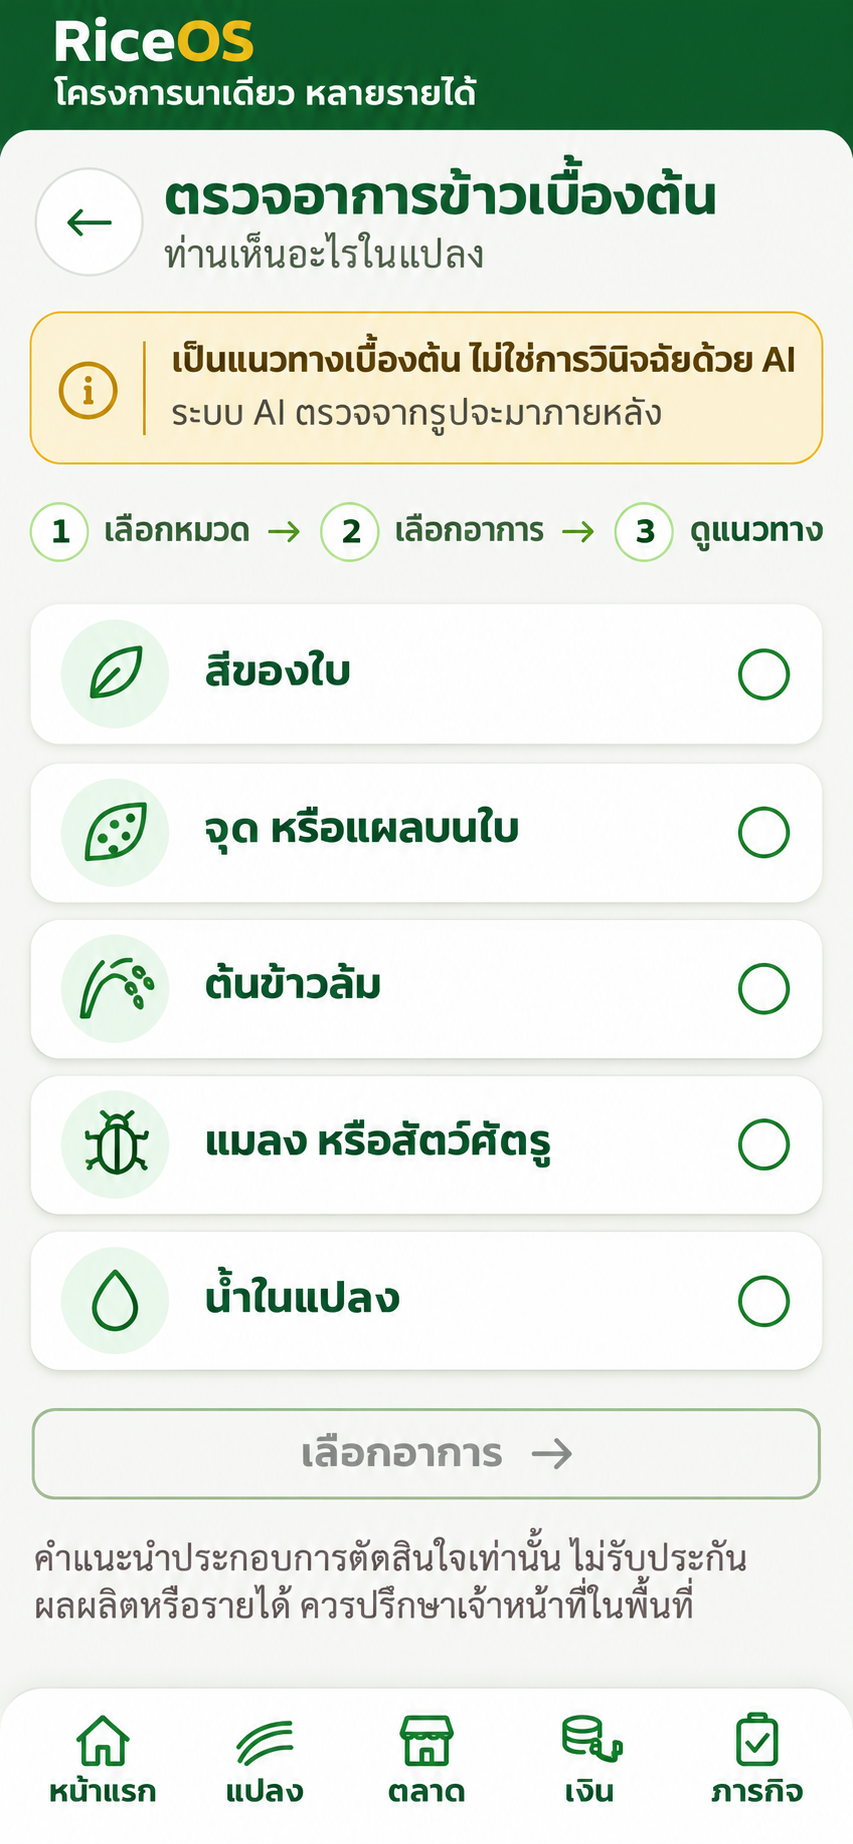 RiceOS
โครงการนาเดียว หลายรายได้
ตรวจอาการข้าวเบื้องต้น
ท่านเห็นอะไรในแปลง
เป็นแนวทางเบื้องต้น ไม่ใช่การวินิจฉัยด้วย AI
ระบบ AI ตรวจจากรูปจะมาภายหลัง
1 เลือกหมวด → 2 เลือกอาการ → 3 ดูแนวทาง
สีของใบ
จุด หรือแผลบนใบ
ต้นข้าวล้ม
แมลง หรือสัตว์ศัตรู
น้ำในแปลง
เลือกอาการ →
คำแนะนำประกอบการตัดสินใจเท่านั้น ไม่รับประกัน
ผลผลิตหรือรายได้ ควรปรึกษาเจ้าหน้าที่ในพื้นที่
หน้าแรก แปลง ตลาด เงิน ภารกิจ